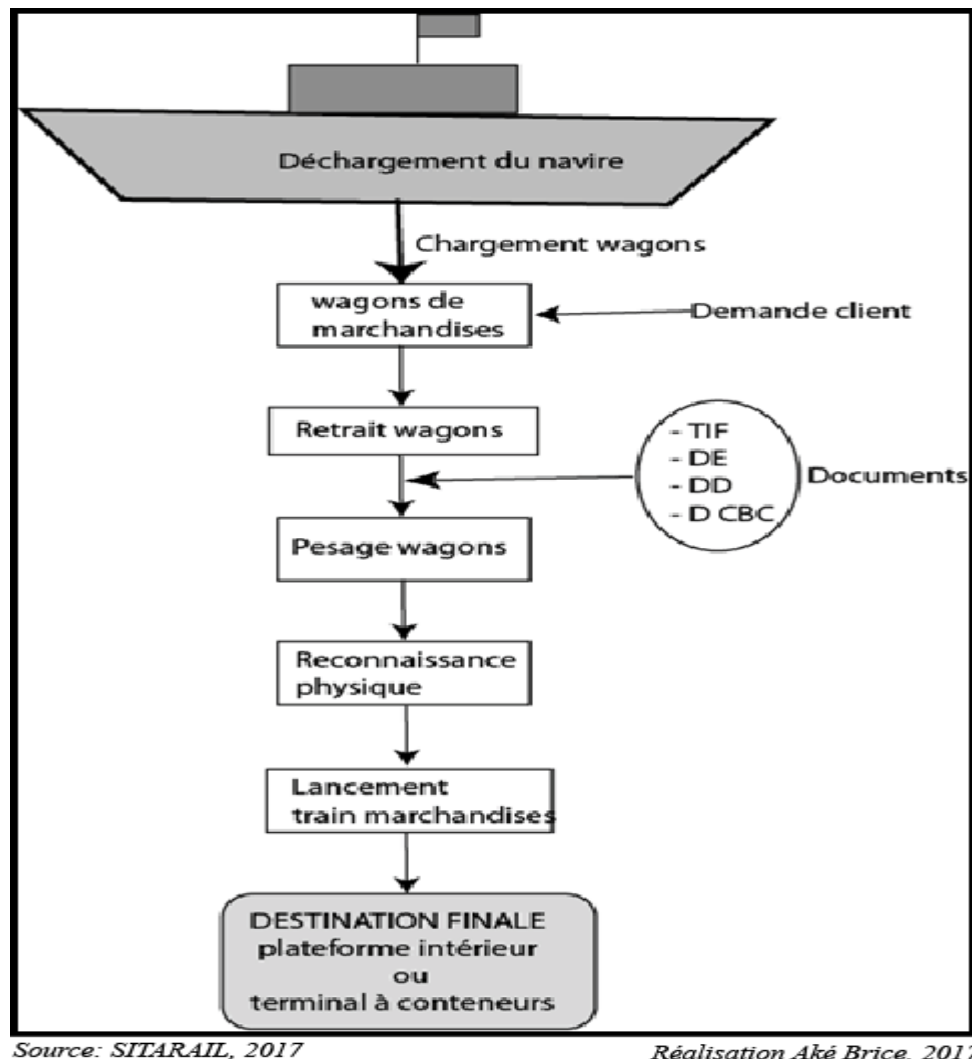 Déchargement du navire
Chargement wagons
wagons de
marchandises
Demande client
Retrait wagons
- TIF
- DE
- DD
- D CBC
Documents
Pesage wagons
Reconnaissance
physique
Lancement
train marchandises
DESTINATION FINALE
plateforme intérieur
ou
terminal à conteneurs
Source: SITARAIL, 2017
Réalisation Aké Brice, 2017